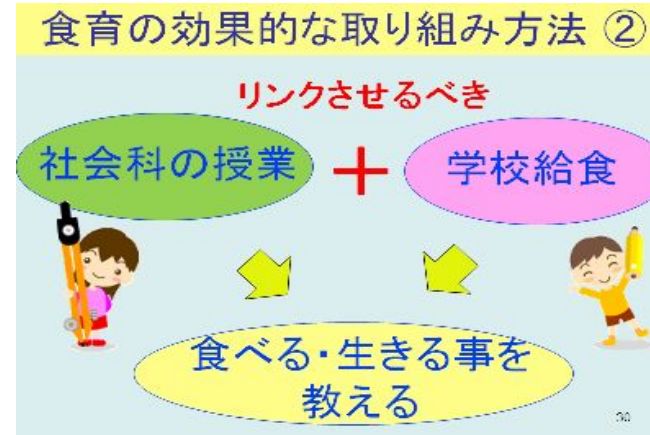 食育の効果的な取り組み方法 ②
リンクさせるべき
社会科の授業 + 学校給食
食べる・生きる事を
教える
30